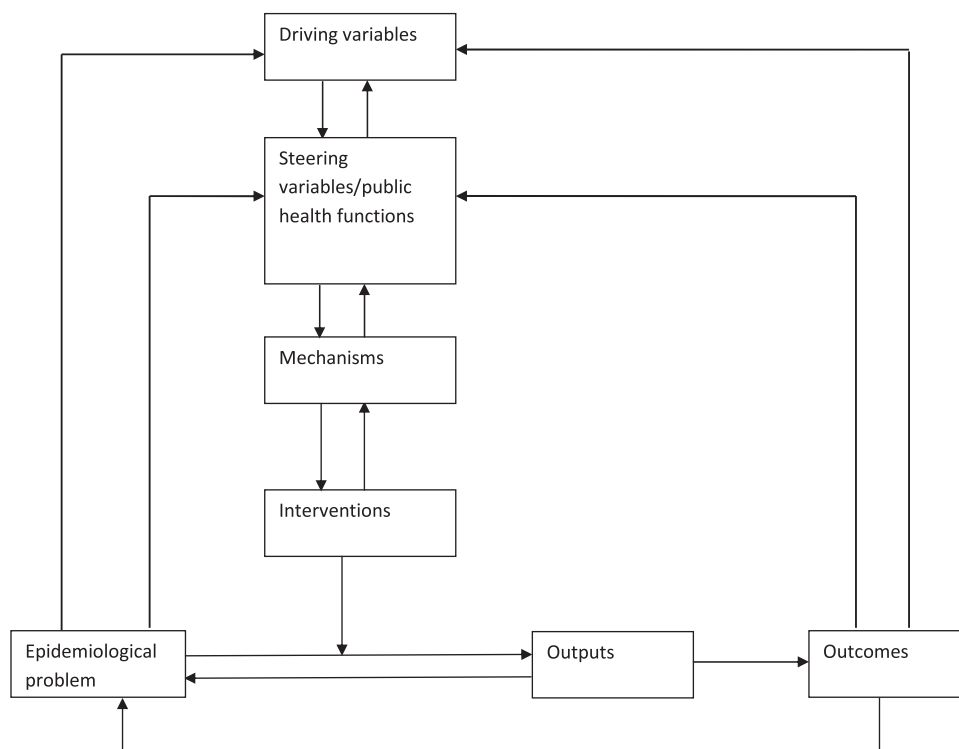 Driving variables
Steering
variables/public
health functions
Mechanisms
Interventions
Epidemiological
problem
Outputs
Outcomes